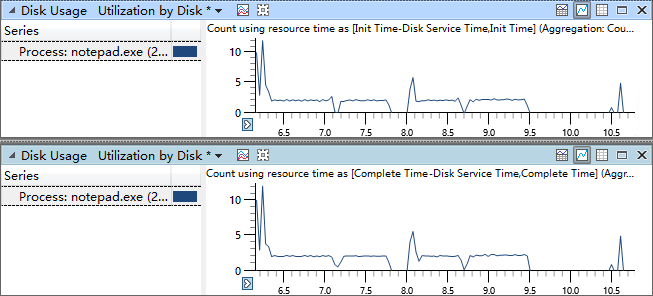 Disk Usage Utilization by Disk *
Series
Process: notepad.exe (2...
Count using resource time as [Init Time-Disk Service Time,Init Time] (Aggregation: Cou...
10
5
0
6.5 7.0 7.5 8.0 8.5 9.0 9.5 10.0 10.5
Disk Usage Utilization by Disk *
Series
Process: notepad.exe (2...
Count using resource time as [Complete Time-Disk Service Time,Complete Time] (Aggr...
10
5
0
6.5 7.0 7.5 8.0 8.5 9.0 9.5 10.0 10.5